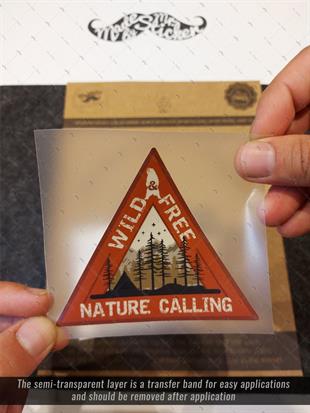 WILD & FREE
NATURE CALLING
The semi-transparent layer is a transfer band for easy applications
and should be removed after application